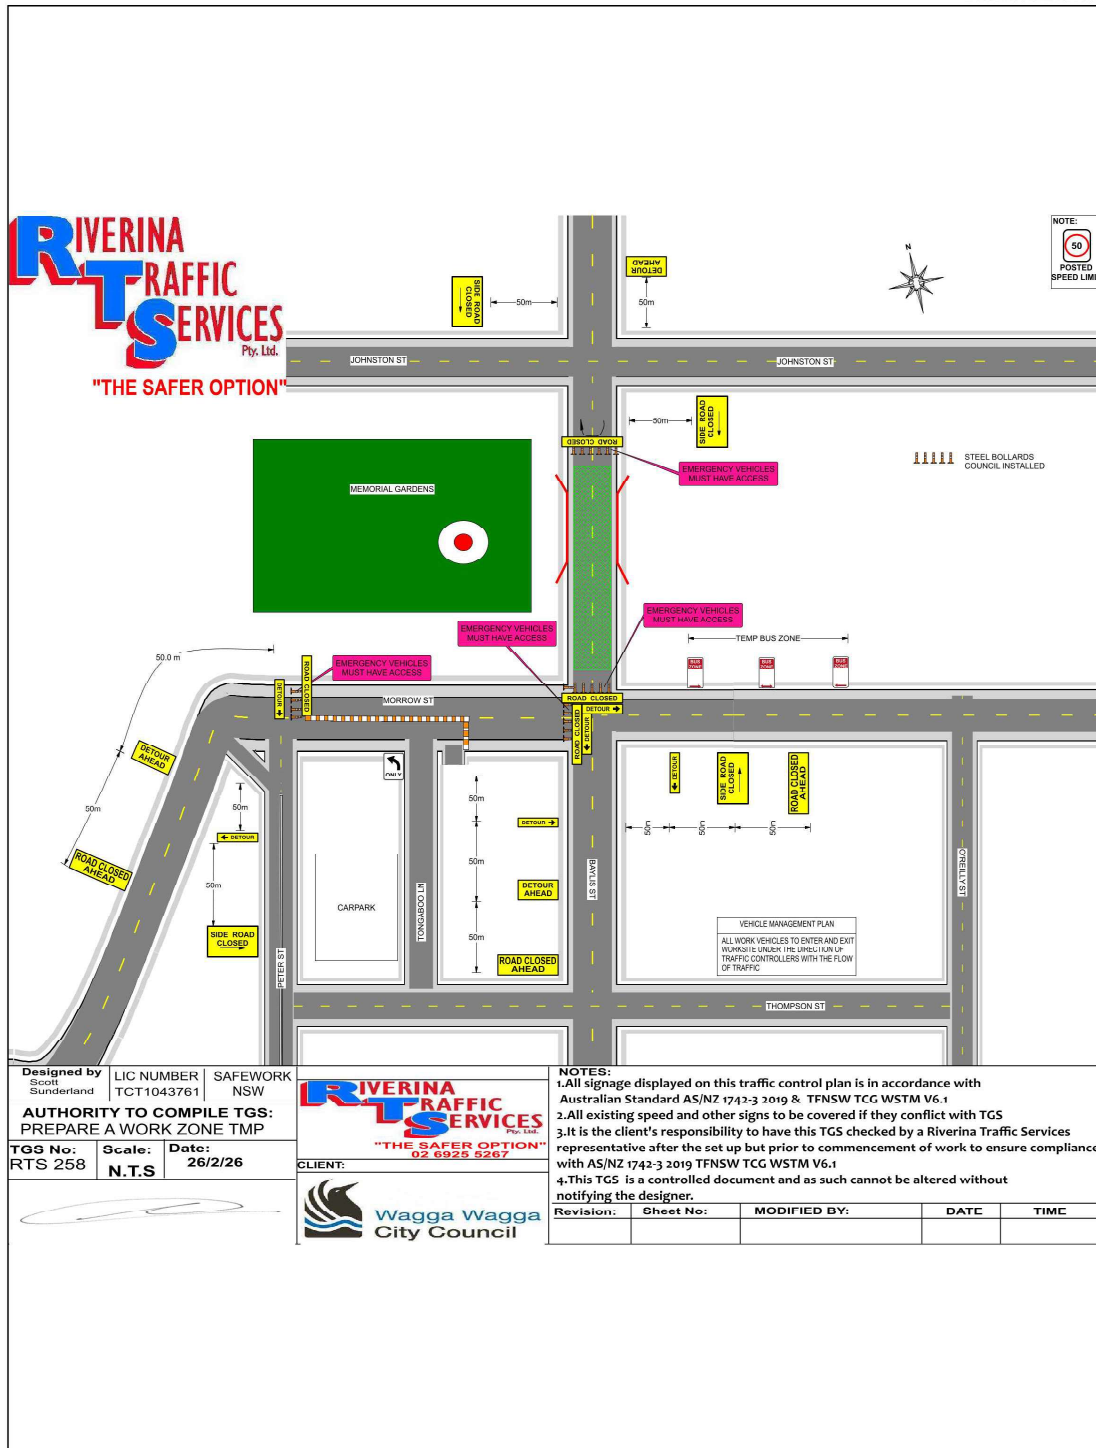 RIVERINA
TRAFFIC
SERVICES
Pty. Ltd.
"THE SAFER OPTION"
SIDE ROAD
CLOSED
50m
DETOUR
AHEAD
50m
N
NOTE:
50
POSTED
SPEED LIMI
JOHNSTON ST
JOHNSTON ST
50m
SIDE ROAD
CLOSED
ROAD CLOSED
EMERGENCY VEHICLES
MUST HAVE ACCESS
STEEL BOLLARDS
COUNCIL INSTALLED
MEMORIAL GARDENS
EMERGENCY VEHICLES
MUST HAVE ACCESS
EMERGENCY VEHICLES
MUST HAVE ACCESS
TEMP BUS ZONE
BUS
ZONE
BUS
ZONE
BUS
ZONE
50.0 m
EMERGENCY VEHICLES
MUST HAVE ACCESS
ROAD CLOSED
DETOUR
MORROW ST
ROAD CLOSED
DETOUR
ROAD CLOSED
DETOUR
DETOUR
AHEAD
50m
ROAD CLOSED
AHEAD
50m
DETOUR
50m
SIDE ROAD
CLOSED
PETER ST
ONLY
CARPARK
TONGABOO LN
50m
DETOUR
50m
DETOUR
AHEAD
50m
ROAD CLOSED
AHEAD
BAYLIS ST
DETOUR
SIDE ROAD
CLOSED
ROAD CLOSED
AHEAD
50m
50m
50m
O'REILLY ST
VEHICLE MANAGEMENT PLAN
ALL WORK VEHICLES TO ENTER AND EXIT
WORKSITE UNDER THE DIRECTION OF
TRAFFIC CONTROLLERS WITH THE FLOW
OF TRAFFIC
THOMPSON ST
Designed by
Scott
Sunderland
LIC NUMBER
TCT1043761
SAFEWORK
NSW
AUTHORITY TO COMPILE TGS:
PREPARE A WORK ZONE TMP
TGS No:
RTS 258
Scale:
N.T.S
Date:
26/2/26
RIVERINA
TRAFFIC
SERVICES
Pty. Ltd.
"THE SAFER OPTION"
02 6925 5267
CLIENT:
Wagga Wagga
City Council
NOTES:
1.All signage displayed on this traffic control plan is in accordance with
Australian Standard AS/NZ 1742-3 2019 & TFNSW TCG WSTM V6.1
2.All existing speed and other signs to be covered if they conflict with TGS
3.It is the client's responsibility to have this TGS checked by a Riverina Traffic Services
representative after the set up but prior to commencement of work to ensure compliance
with AS/NZ 1742-3 2019 TFNSW TCG WSTM V6.1
4.This TGS is a controlled document and as such cannot be altered without
notifying the designer.
Revision:
Sheet No:
MODIFIED BY:
DATE
TIME